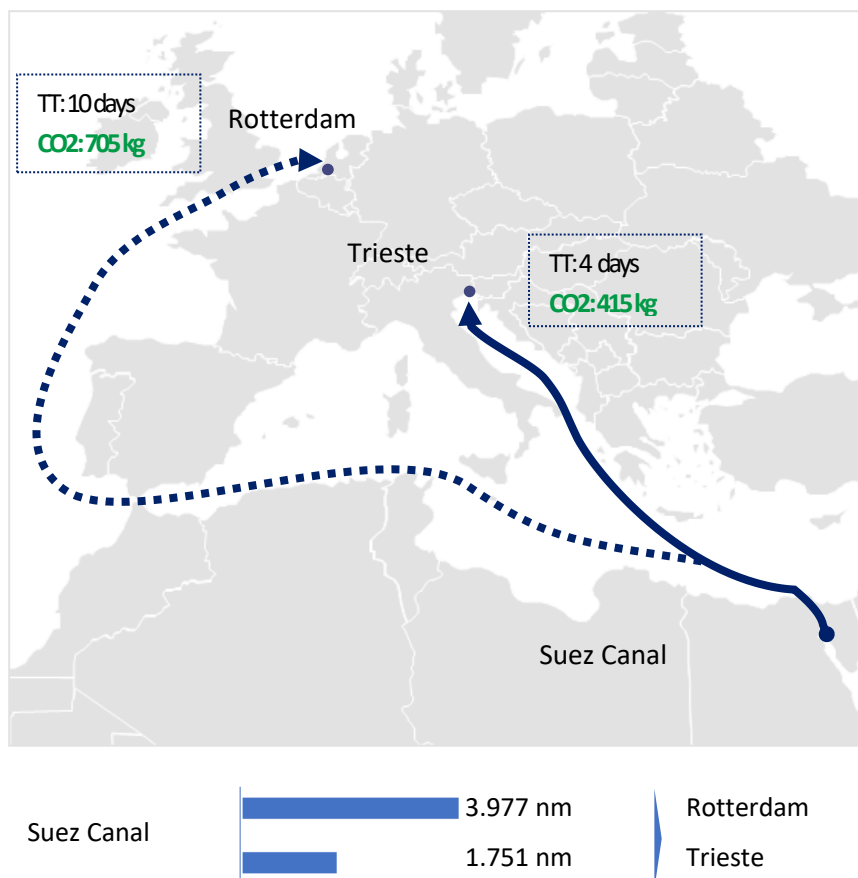 TT: 10 days
CO2: 705 kg
Rotterdam
Trieste
TT: 4 days
CO2: 415 kg
Suez Canal
Suez Canal
3.977 nm
Rotterdam
1.751 nm
Trieste